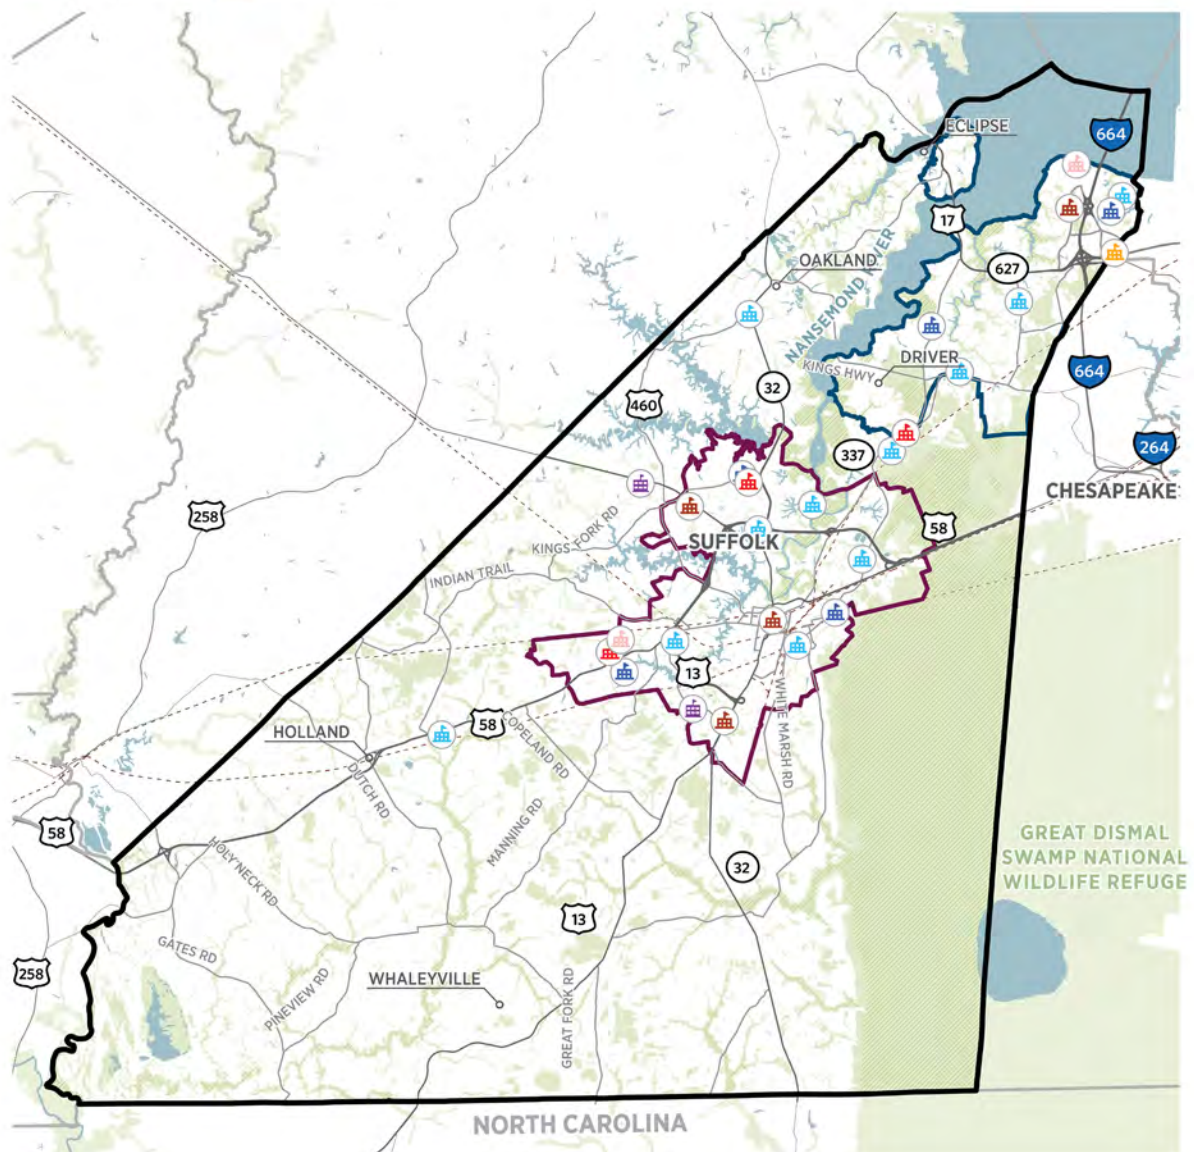 ECLIPSE
664
17
NANSEMOND RIVER
OAKLAND
627
DRIVER
KINGS HWY
664
32
460
337
264
CHESAPEAKE
258
58
KINGS FORK RD
SUFFOLK
INDIAN TRAIL
13
58
COPELAND RD
WHITE MARSH RD
HOLLAND
DUTCH RD
MANNING RD
58
HOLY NECK RD
32
GREAT DISMAL
SWAMP NATIONAL
WILDLIFE REFUGE
13
GATES RD
258
WHALEYVILLE
PINEVIEW RD
GREAT FORK RD
NORTH CAROLINA